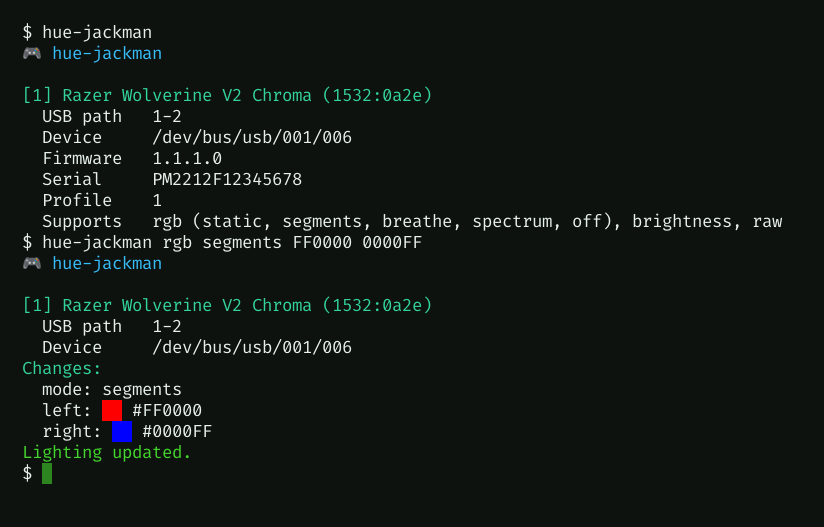 $ hue-jackman
🎮 hue-jackman
[1] Razer Wolverine V2 Chroma (1532:0a2e)
USB path 1-2
Device /dev/bus/usb/001/006
Firmware 1.1.1.0
Serial PM2212F12345678
Profile 1
Supports rgb (static, segments, breathe, spectrum, off), brightness, raw
$ hue-jackman rgb segments FF0000 0000FF
🎮 hue-jackman
[1] Razer Wolverine V2 Chroma (1532:0a2e)
USB path 1-2
Device /dev/bus/usb/001/006
Changes:
mode: segments
left: #FF0000
right: #0000FF
Lighting updated.
$